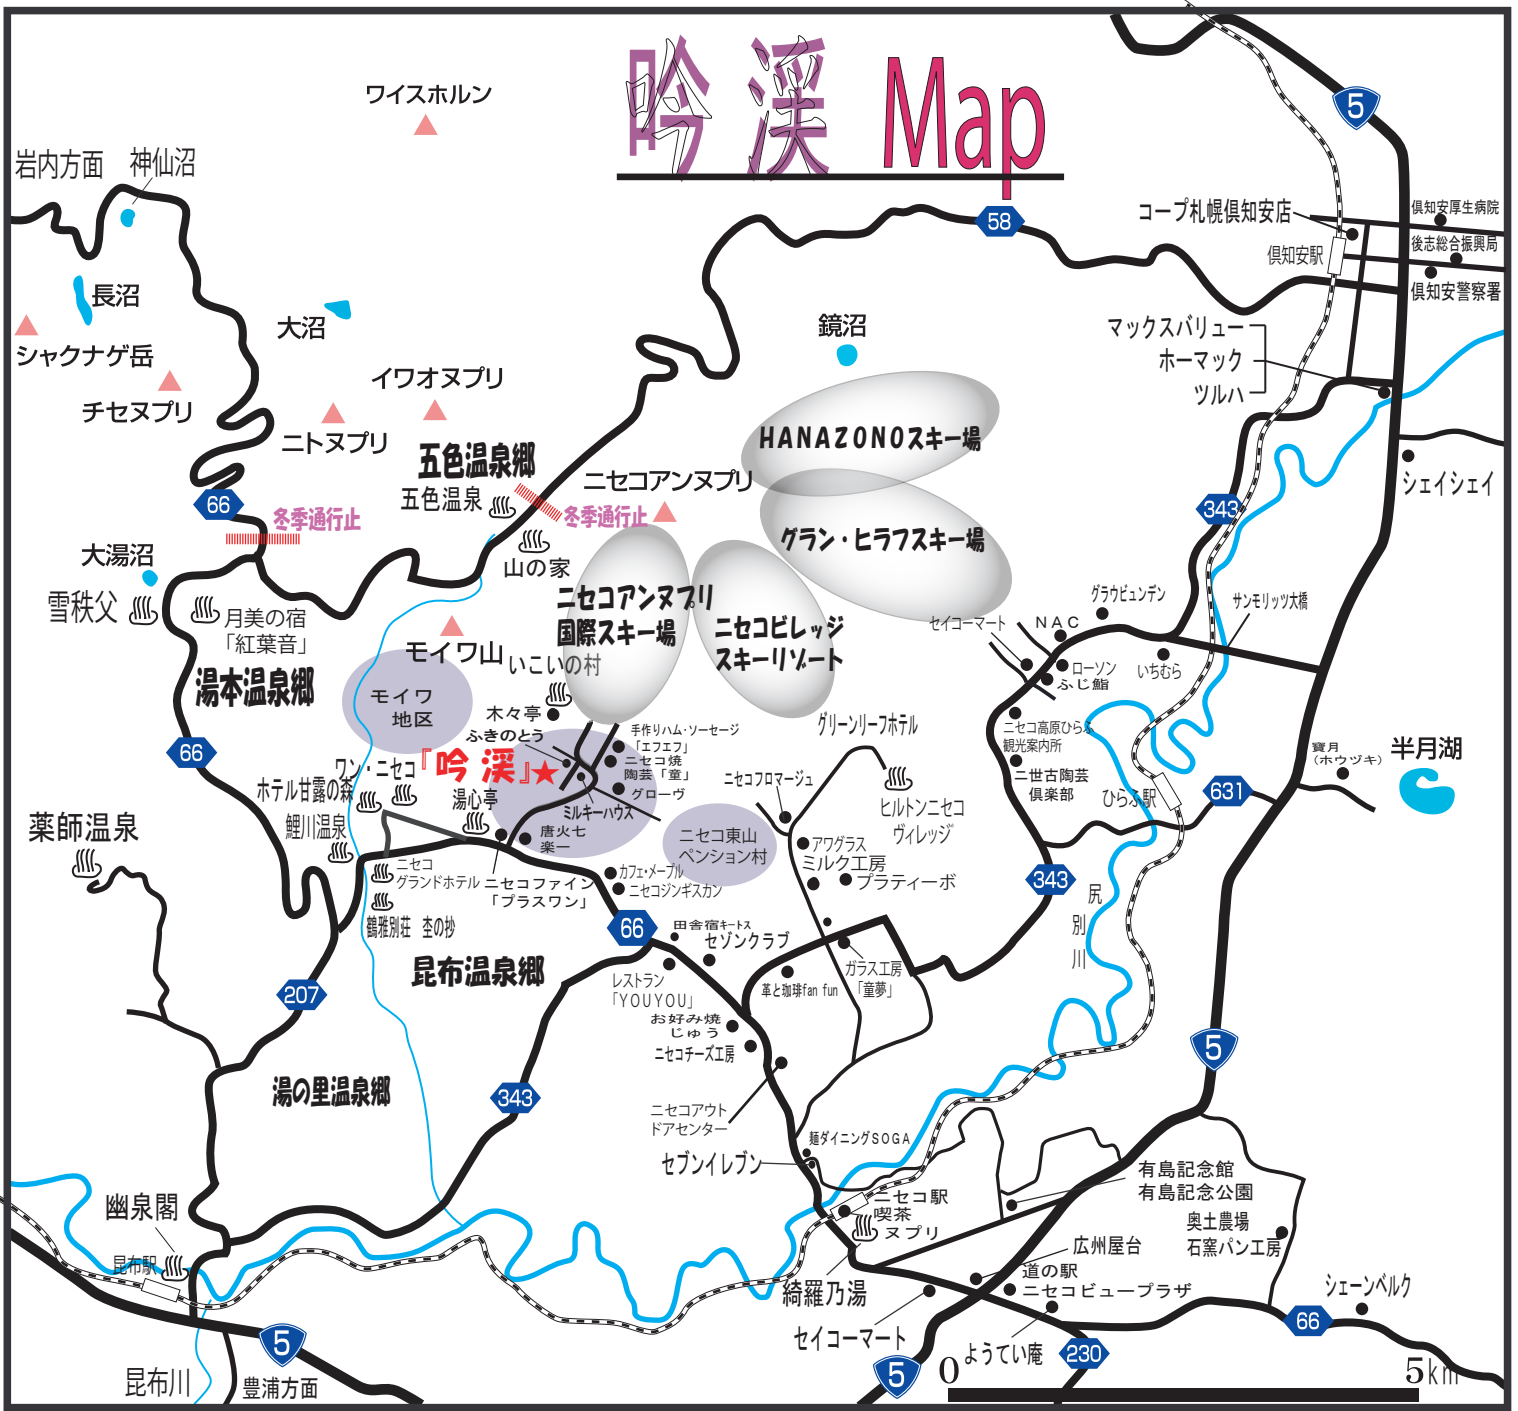 吟渓 Map
ワイスホルン
岩内方面
神仙沼
5
58
コープ札幌倶知安店
倶知安厚生病院
後志総合振興局
倶知安駅
倶知安警察署
長沼
大沼
鏡沼
マックスバリュー
ホーマック
ツルハ
シャクナゲ岳
チセヌプリ
イワオヌプリ
ニトヌプリ
五色温泉郷
五色温泉
ニセコアンヌプリ
HANAZONOスキー場
シェイシェイ
66
冬季通行止
冬季通行止
343
グラン・ヒラフスキー場
大湯沼
山の家
雪秩父
月美の宿
「紅葉音」
ニセコアンヌプリ
国際スキー場
ニセコビレッジ
スキーリゾート
グラウビュンデン
サンモリッツ大橋
セイコーマート
NAC
ローソン
ふじ鮨
いちむら
モイワ山
いこいの村
湯本温泉郷
モイワ
地区
木々亭
ふきのとう
手作りハム・ソーセージ
「エフエフ」
ニセコ焼
陶芸「童」
グローヴ
グリーンリーフホテル
ニセコ高原ひらふ
観光案内所
ニ世古陶芸
倶楽部
寶月
(ホウヅキ)
半月湖
66
『吟渓』★
ワン・ニセコ
ホテル甘露の森
湯心亭
ミルキーハウス
ニセコフロマージュ
ヒルトンニセコ
ヴィレッジ
ひらふ駅
631
薬師温泉
鯉川温泉
唐火七
楽一
ニセコ東山
ペンション村
アワグラス
ミルク工房
プラティーボ
343
ニセコ
グランドホテル
ニセコファイン
「プラスワン」
カフェ・メープル
ニセコジンギスカン
鶴雅別荘 杢の抄
66
田舎宿キートス
セゾンクラブ
尻別川
昆布温泉郷
レストラン
「YOUYOU」
革と珈琲fan fun
ガラス工房
「童夢」
207
お好み焼
じゅう
ニセコチーズ工房
5
湯の里温泉郷
343
ニセコアウト
ドアセンター
麺ダイニングSOGA
セブンイレブン
有島記念館
有島記念公園
幽泉閣
ニセコ駅
喫茶
ヌプリ
奥土農場
石窯パン工房
昆布駅
広州屋台
道の駅
ニセコビュープラザ
綺羅乃湯
シェーンベルク
セイコーマート
ようてい庵
66
5
230
昆布川
豊浦方面
5
0
5km